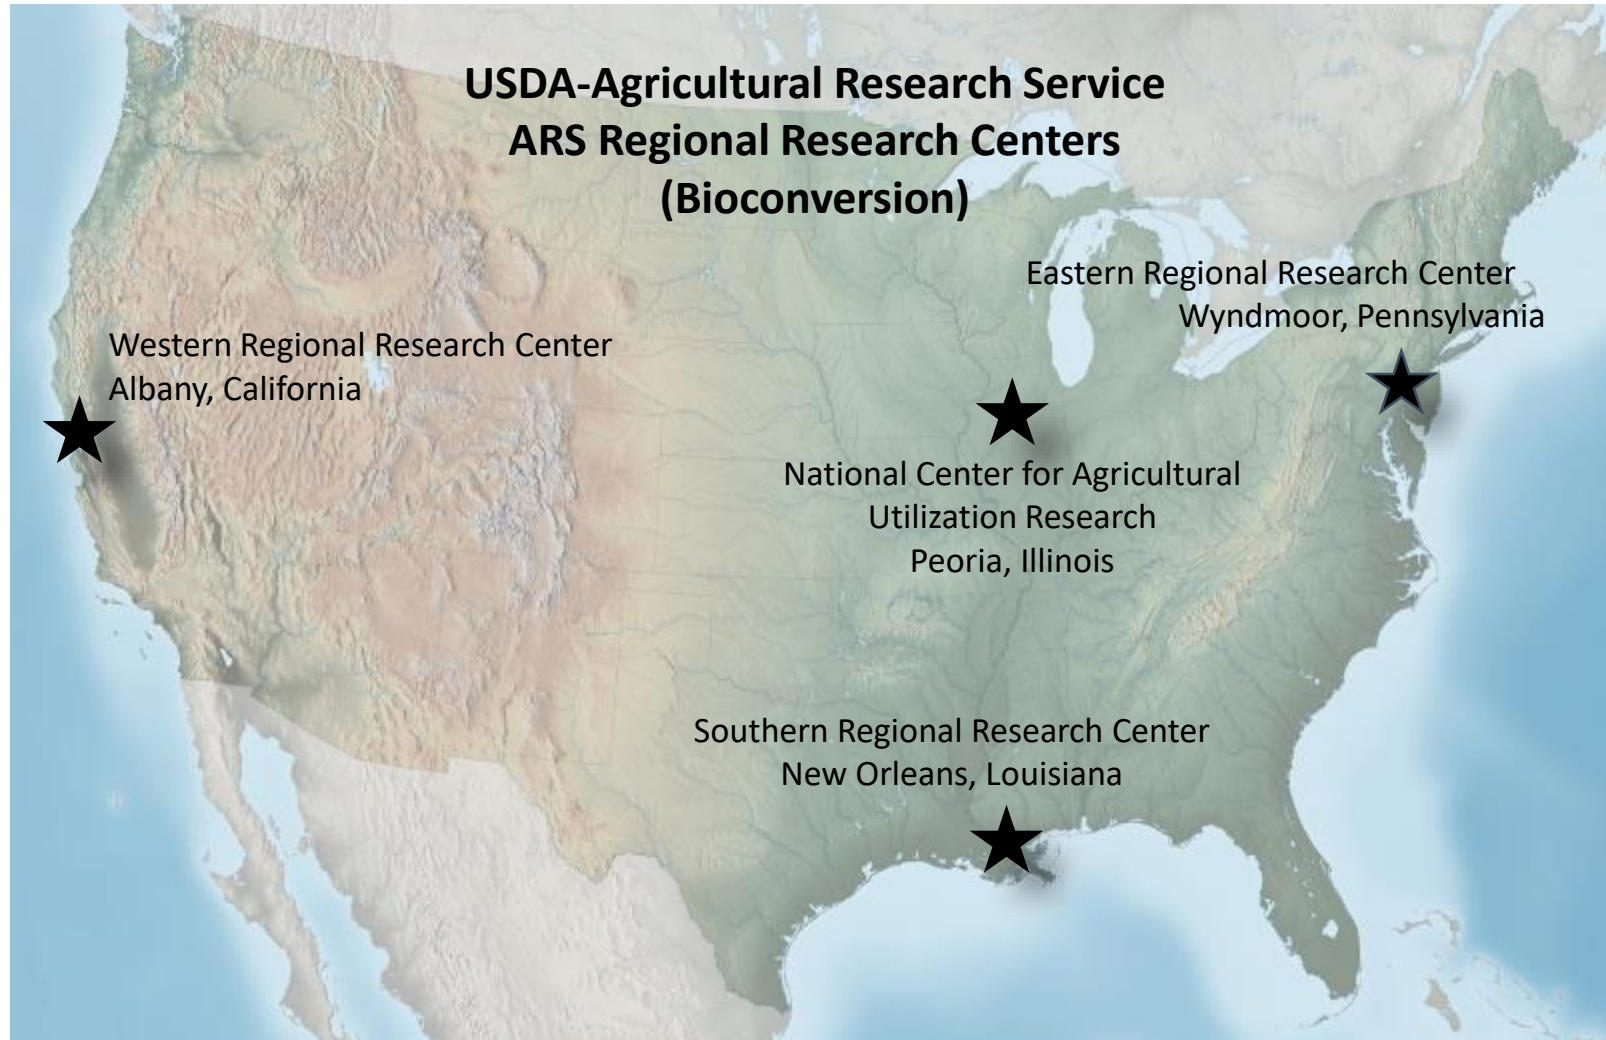 USDA-Agricultural Research Service
ARS Regional Research Centers
(Bioconversion)
Eastern Regional Research Center
Wyndmoor, Pennsylvania
Western Regional Research Center
Albany, California
National Center for Agricultural
Utilization Research
Peoria, Illinois
Southern Regional Research Center
New Orleans, Louisiana